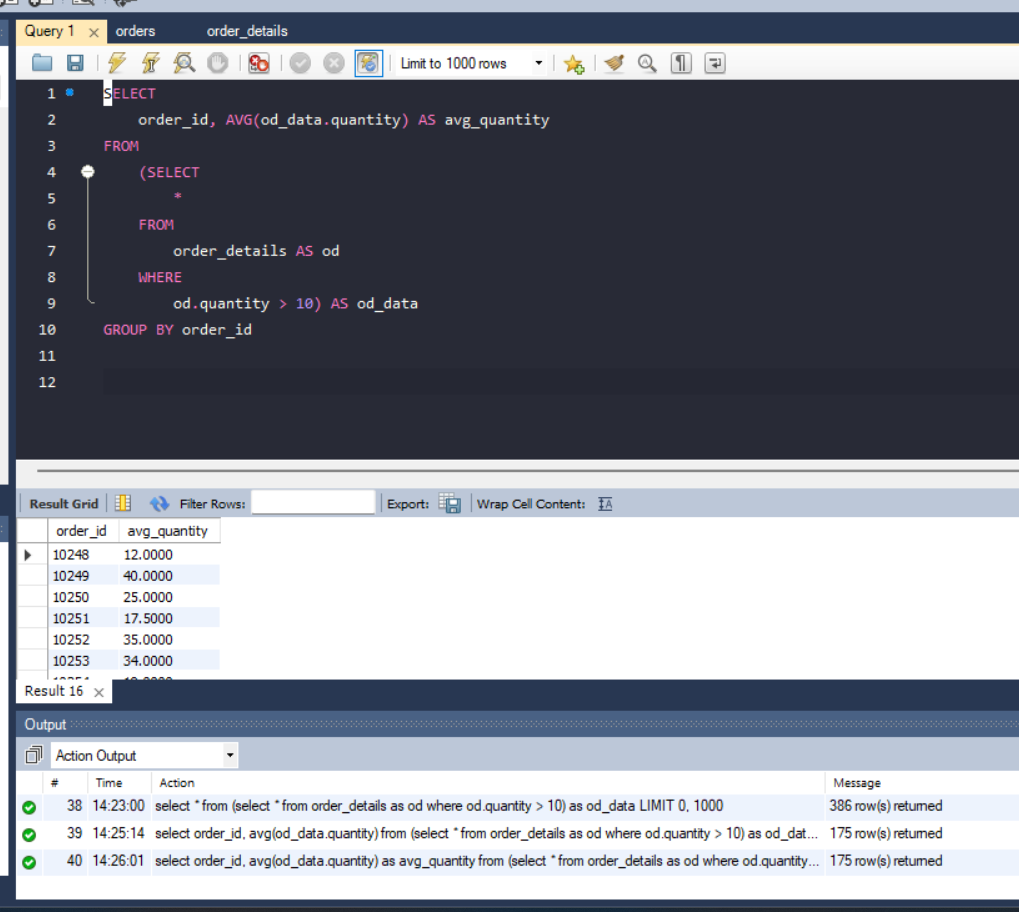 Query 1 × orders order_details
Limit to 1000 rows
1 SELECT
2 order_id, AVG(od_data.quantity) AS avg_quantity
3 FROM
4 (SELECT
5 *
6 FROM
7 order_details AS od
8 WHERE
9 od.quantity > 10) AS od_data
10 GROUP BY order_id
11
12
Result Grid Filter Rows: Export: Wrap Cell Content:
order_id avg_quantity
10248 12.0000
10249 40.0000
10250 25.0000
10251 17.5000
10252 35.0000
10253 34.0000
Result 16 ×
Output
Action Output
# Time Action Message
38 14:23:00 select * from (select * from order_details as od where od.quantity > 10) as od_data LIMIT 0, 1000 386 row(s) returned
39 14:25:14 select order_id, avg(od_data.quantity) from (select * from order_details as od where od.quantity > 10) as od_dat... 175 row(s) returned
40 14:26:01 select order_id, avg(od_data.quantity) as avg_quantity from (select * from order_details as od where od.quantity... 175 row(s) returned